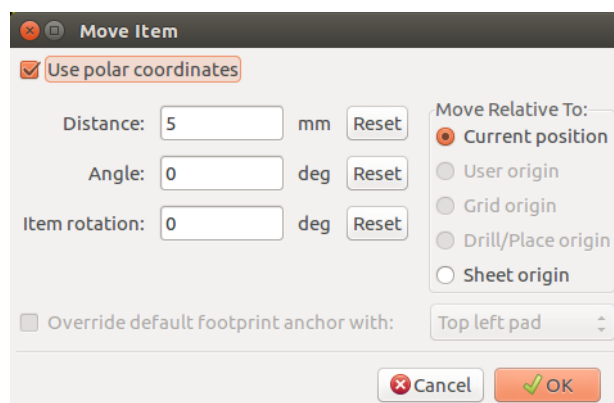 Move Item
Use polar coordinates
Distance: 5 mm Reset
Angle: 0 deg Reset
Item rotation: 0 deg Reset
Move Relative To:
Current position
User origin
Grid origin
Drill/Place origin
Sheet origin
Override default footprint anchor with: Top left pad
Cancel OK